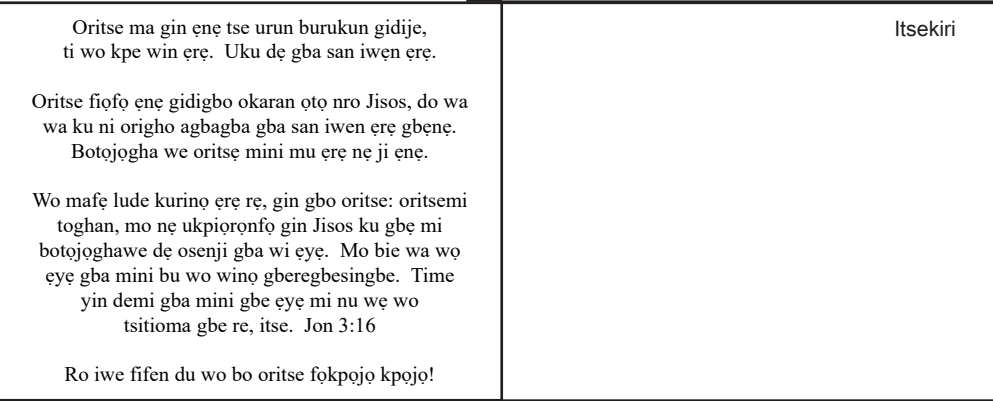 Oritse ma gin ẹnẹ tse urun burukun gidije,
ti wo kpe win ẹrẹ. Uku dẹ gba san iwẹn ẹrẹ.
Oritse fiọfọ ẹnẹ gidigbo okaran ọtọ nro Jisos, do wa
wa ku ni origho agbagba gba san iwen ẹrẹ gbẹnẹ.
Botọjọgha we oritsẹ mini mu ẹrẹ nẹ ji ẹnẹ.
Wo mafẹ lude kurinọ ẹrẹ rẹ, gin gbo oritse: oritsemi
toghan, mo nẹ ukpiọrọnfọ gin Jisos ku gbẹ mi
botọjọghawe dẹ osenji gba wi ẹyẹ. Mo bie wa wọ
ẹyẹ gba mini bu wo winọ gberegbesingbe. Time
yin demi gba mini gbe ẹyẹ mi nu wẹ wo
tsitioma gbe re, itse. Jon 3:16
Ro iwe fifen du wo bo oritse fọkpọjọ kpọjọ!
Itsekiri